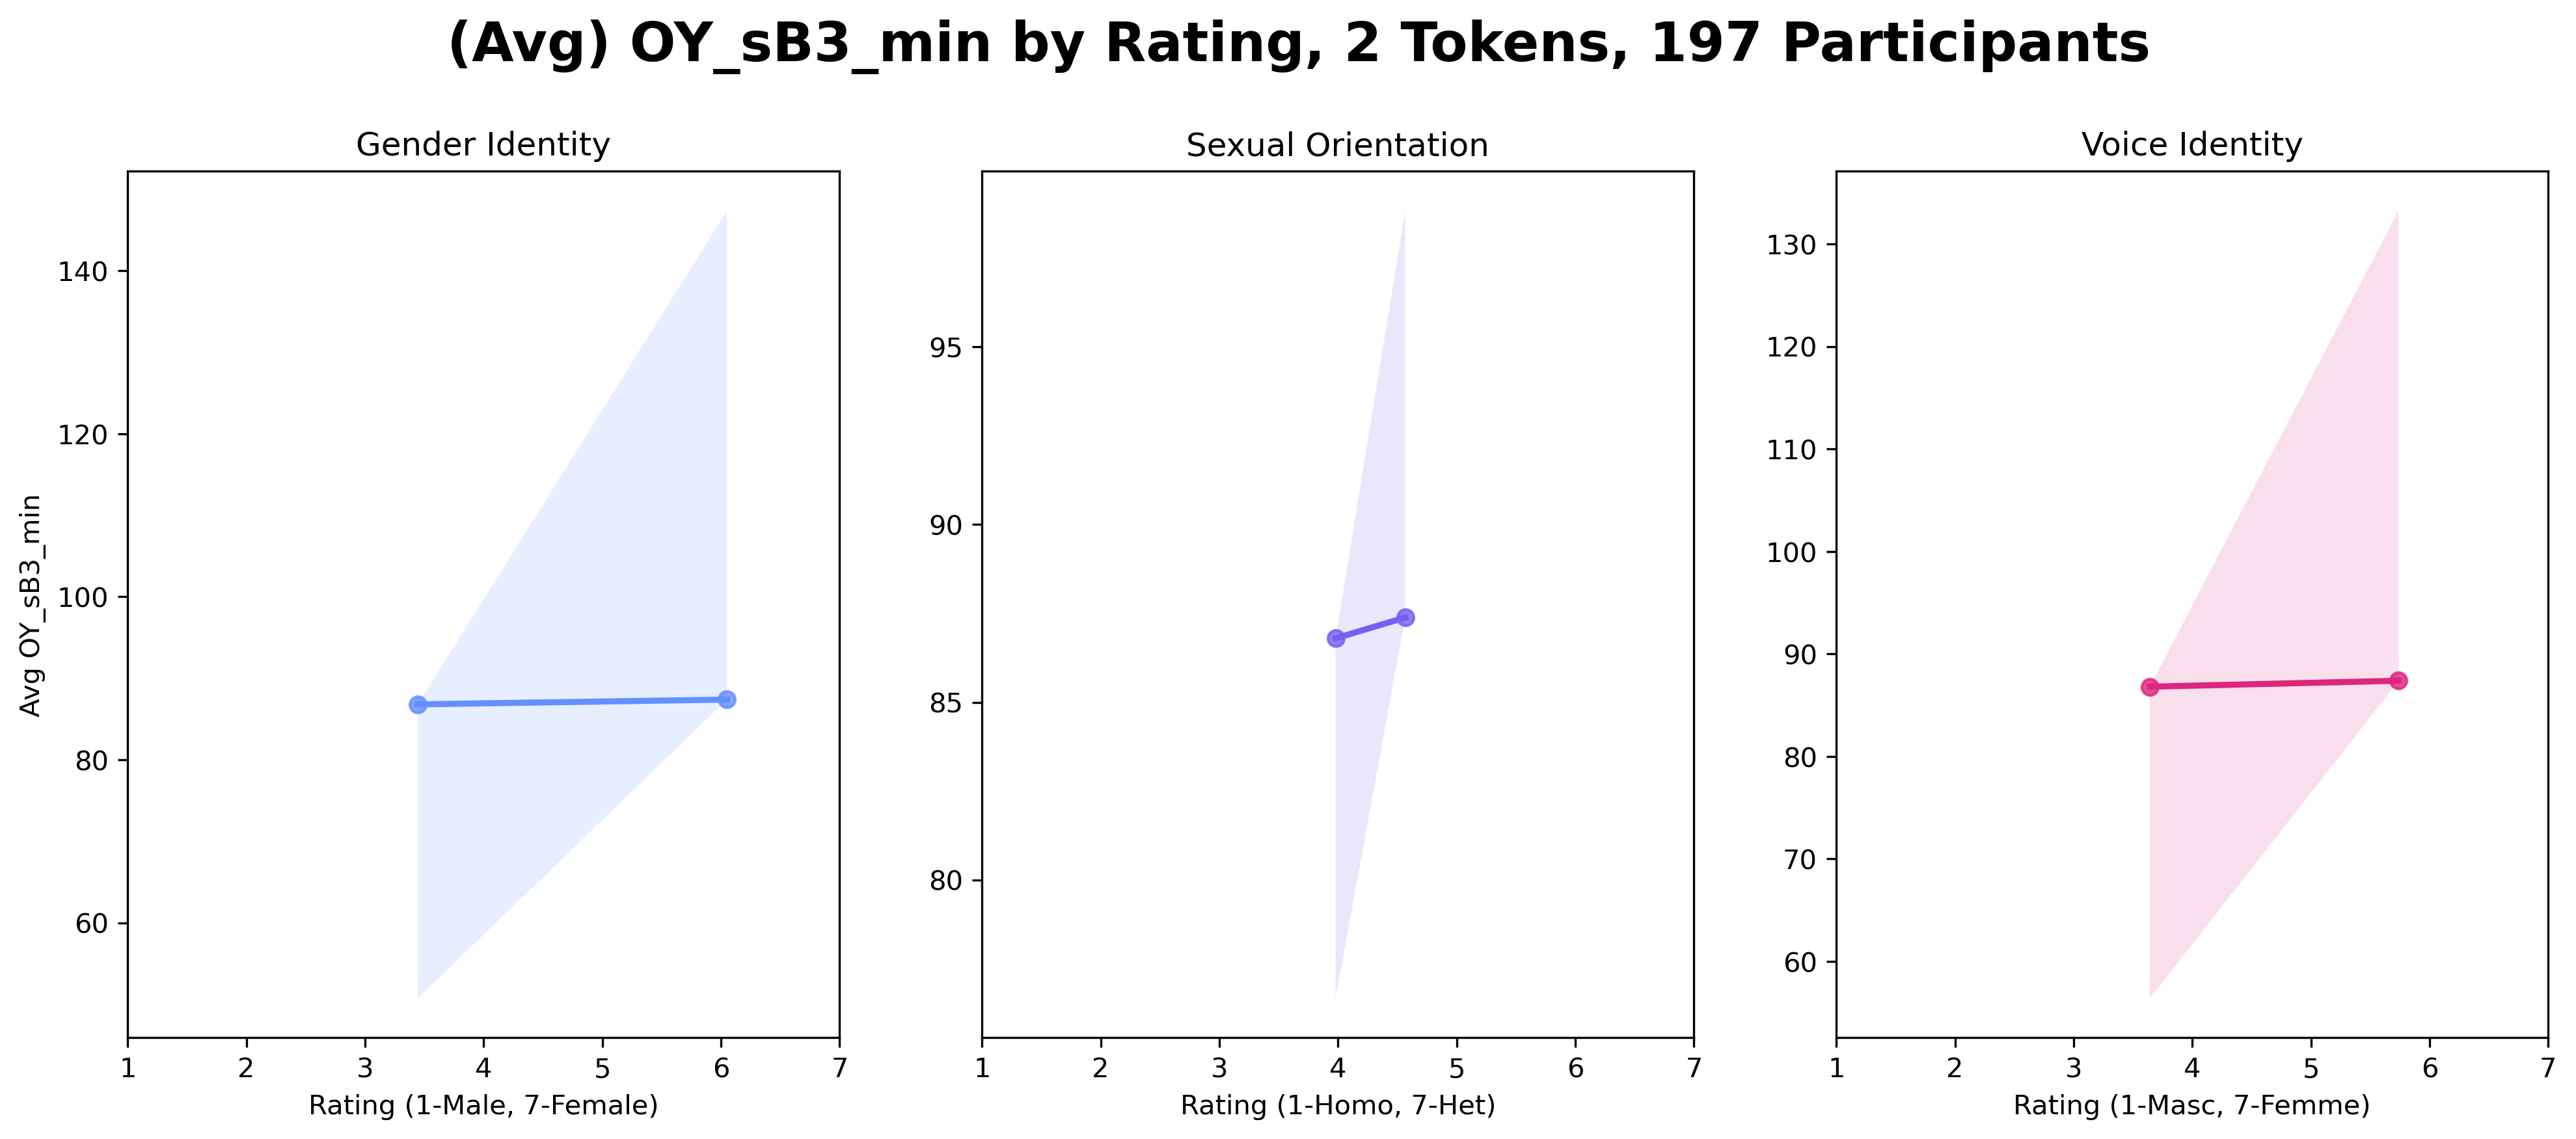 (Avg) OY_sB3_min by Rating, 2 Tokens, 197 Participants
Gender Identity
Avg OY_sB3_min
140
120
100
80
60
1 2 3 4 5 6 7
Rating (1-Male, 7-Female)
Sexual Orientation
95
90
85
80
1 2 3 4 5 6 7
Rating (1-Homo, 7-Het)
Voice Identity
130
120
110
100
90
80
70
60
1 2 3 4 5 6 7
Rating (1-Masc, 7-Femme)